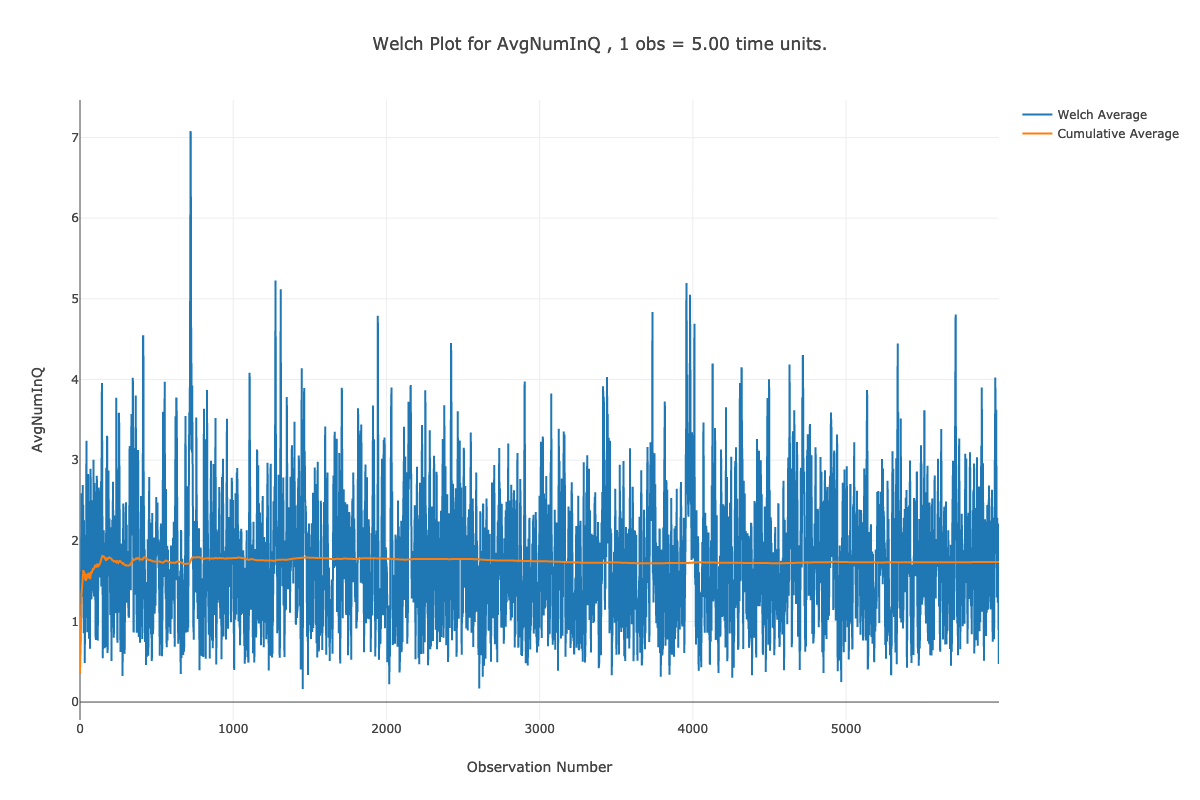 Welch Plot for AvgNumInQ , 1 obs = 5.00 time units.
Welch Average
Cumulative Average
7
6
5
4
3
2
1
0
AvgNumInQ
0 1000 2000 3000 4000 5000
Observation Number